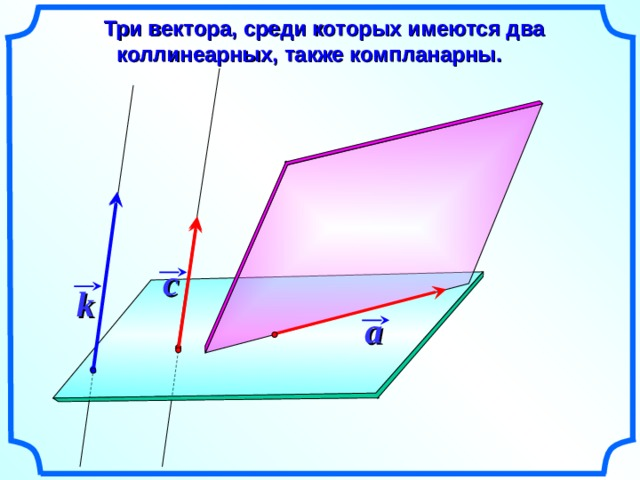 Три вектора, среди которых имеются два
коллинеарных, также компланарны.
c
k
a